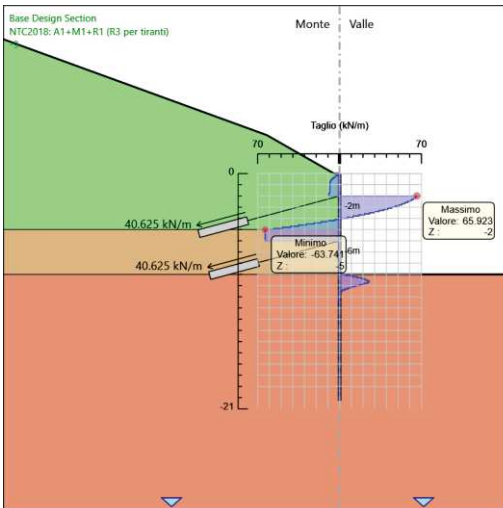 Base Design Section
NTC2018: A1+M1+R1 (R3 per tiranti)
Monte
Valle
Taglio (kN/m)
70
70
0
-2m
Massimo
Valore: 65.923
Z : -2
40.625 kN/m
Minimo
Valore: -63.741
Z : -5
-6m
40.625 kN/m
-21